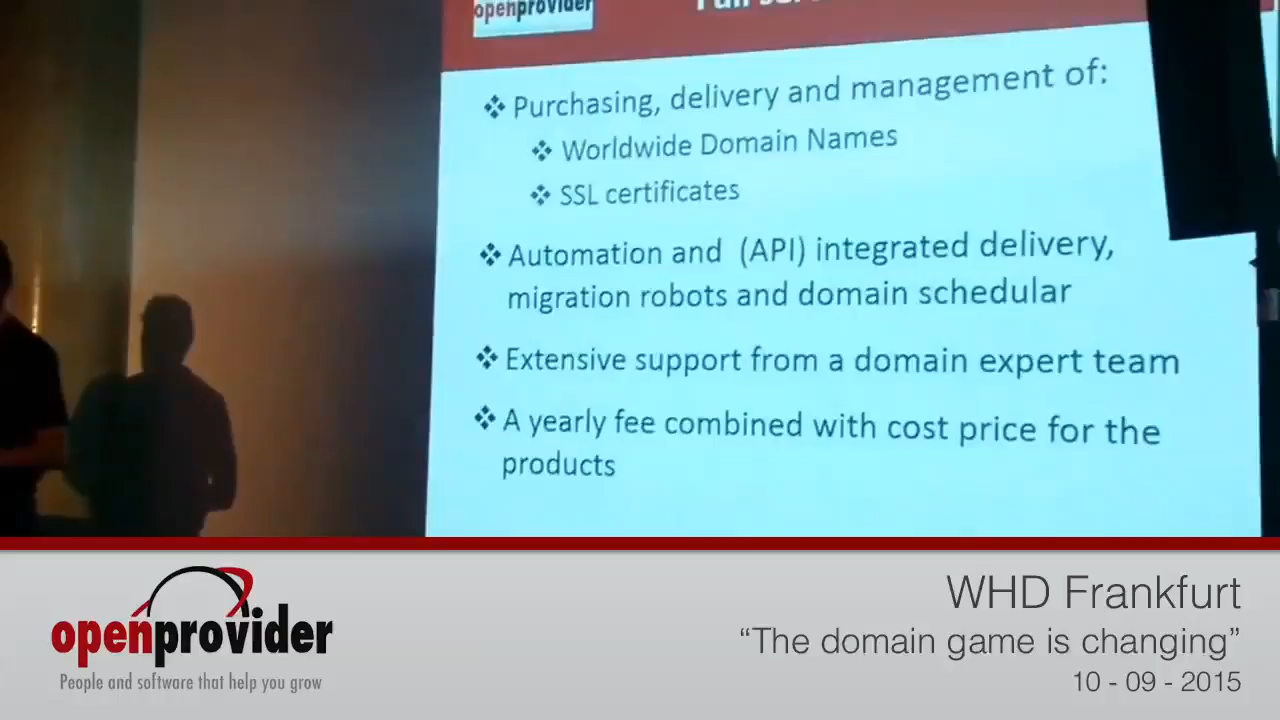 openprovider
❖ Purchasing, delivery and management of:
❖ Worldwide Domain Names
❖ SSL certificates
❖ Automation and (API) integrated delivery,
migration robots and domain schedular
❖ Extensive support from a domain expert team
❖ A yearly fee combined with cost price for the
products
openprovider
People and software that help you grow
WHD Frankfurt
“The domain game is changing”
10 - 09 - 2015